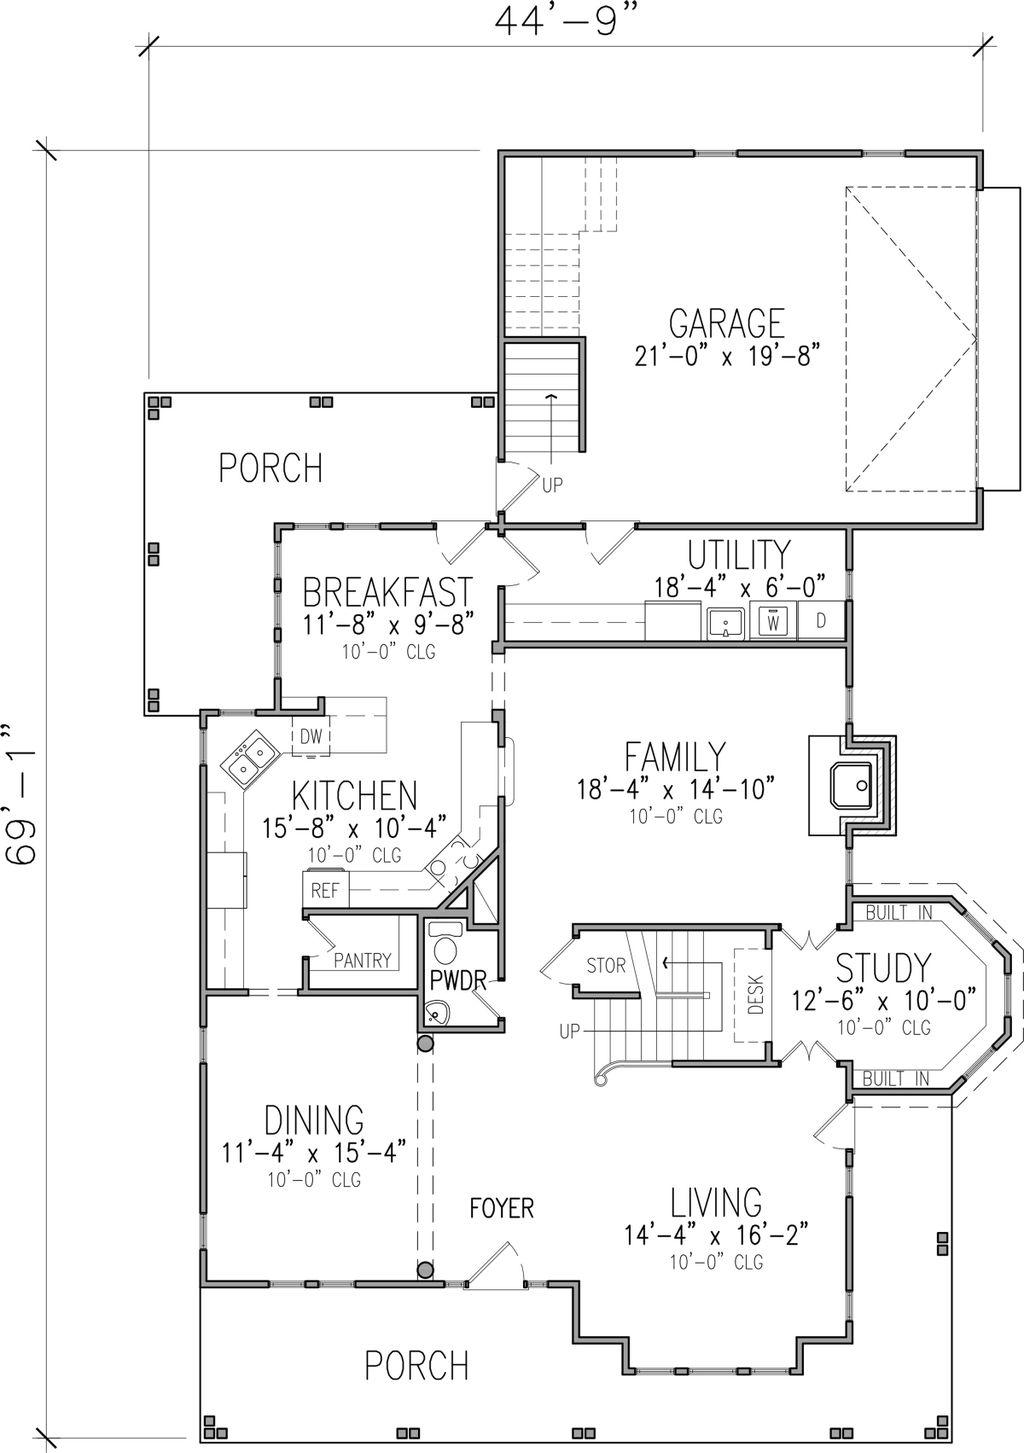 44'-9"
69'-1"
GARAGE
21'-0" x 19'-8"
PORCH
UP
UTILITY
18'-4" x 6'-0"
W
D
BREAKFAST
11'-8" x 9'-8"
10'-0" CLG
DW
KITCHEN
15'-8" x 10'-4"
10'-0" CLG
REF
FAMILY
18'-4" x 14'-10"
10'-0" CLG
BUILT IN
PANTRY
PWDR
STOR
DESK
STUDY
12'-6" x 10'-0"
10'-0" CLG
UP
BUILT IN
DINING
11'-4" x 15'-4"
10'-0" CLG
FOYER
LIVING
14'-4" x 16'-2"
10'-0" CLG
PORCH